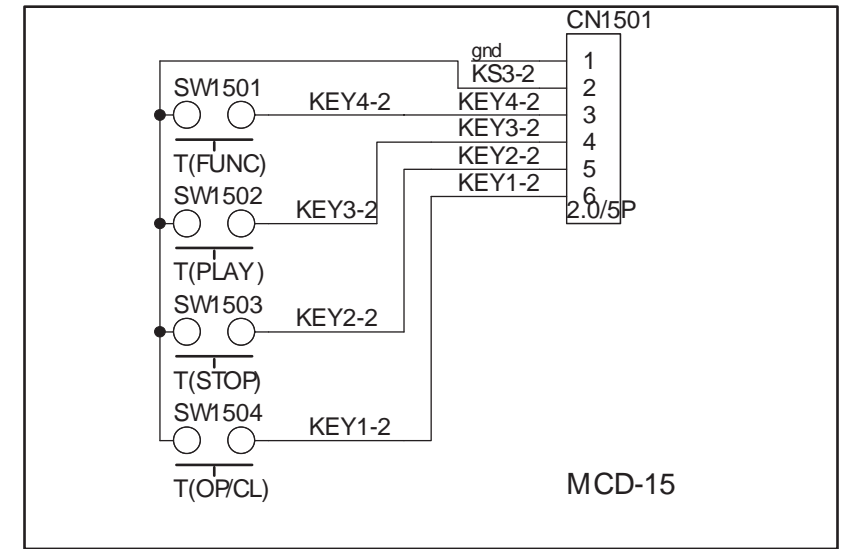 CN1501
gnd 1
KS3-2 2
SW1501 KEY4-2 KEY4-2 3
KEY3-2 4
T(FUNC) KEY2-2 5
SW1502 KEY3-2 KEY1-2 6
2.0/5P
T(PLAY)
SW1503 KEY2-2
T(STOP)
SW1504 KEY1-2
T(OP/CL) MCD-15